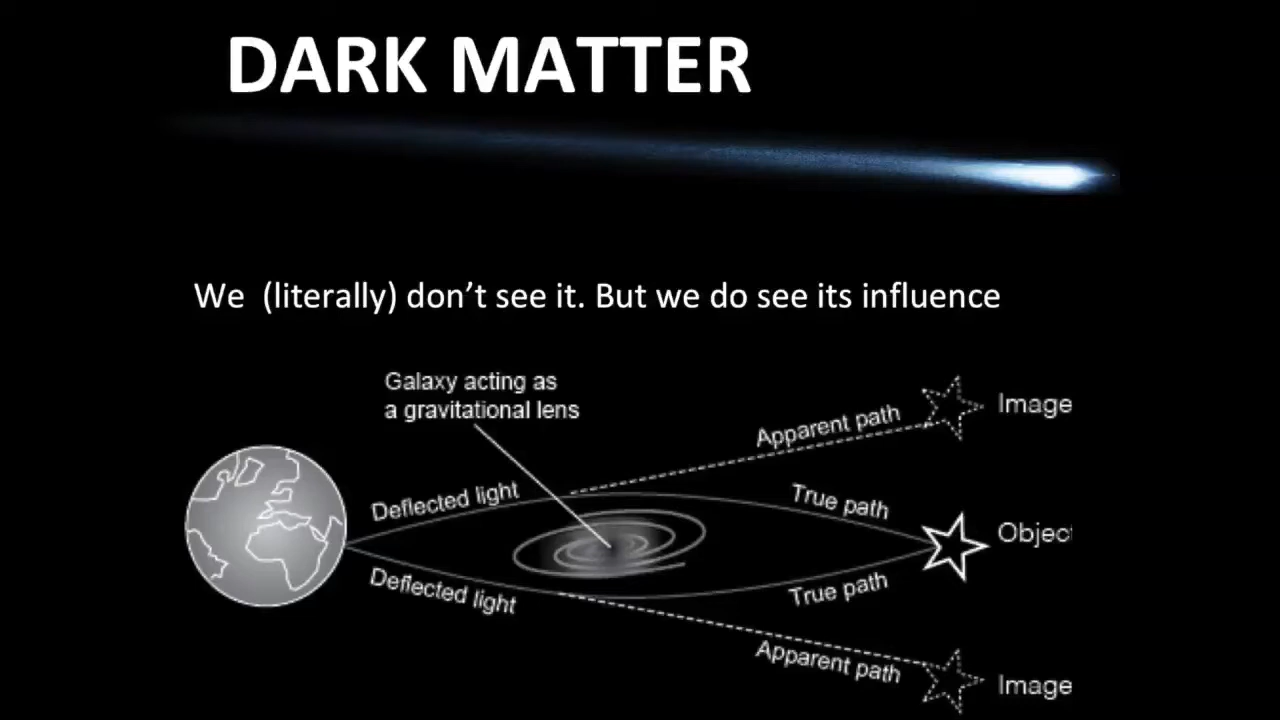 DARK MATTER
We (literally) don't see it. But we do see its influence
Galaxy acting as
a gravitational lens
Apparent path
Image
Deflected light
True path
Objec
Deflected light
True path
Apparent path
Image